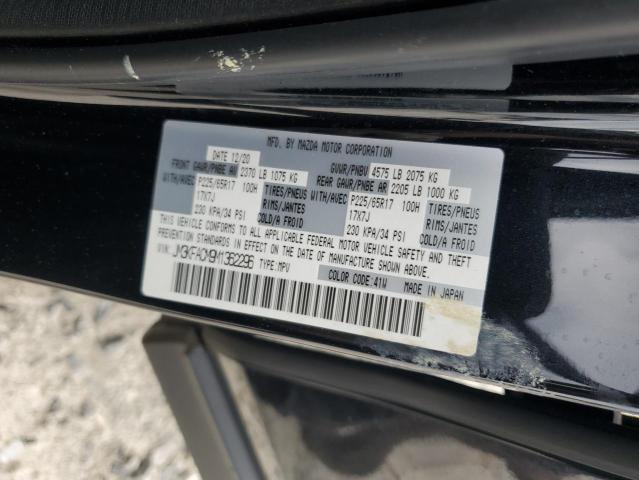 MFD. BY MAZDA MOTOR CORPORATION
DATE 12/20 GVWR/PNBV 4575 LB 2075 KG
FRONT GAWR/PNBE AV 2370 LB 1075 KG REAR GAWR/PNBE AR 2205 LB 1000 KG
WITH/AVEC P225/65R17 100H TIRES/PNEUS WITH/AVEC P225/65R17 100H TIRES/PNEUS
17X7J RIMS/JANTES 17X7J RIMS/JANTES
230 KPA/34 PSI COLD/A FROID 230 KPA/34 PSI COLD/A FROID
THIS VEHICLE CONFORMS TO ALL APPLICABLE FEDERAL MOTOR VEHICLE SAFETY STANDARDS
IN EFFECT ON THE DATE OF MANUFACTURE SHOWN ABOVE.
VIN: JM3KFACM9M1362296 TYPE:MPV
COLOR CODE:41W MADE IN JAPAN